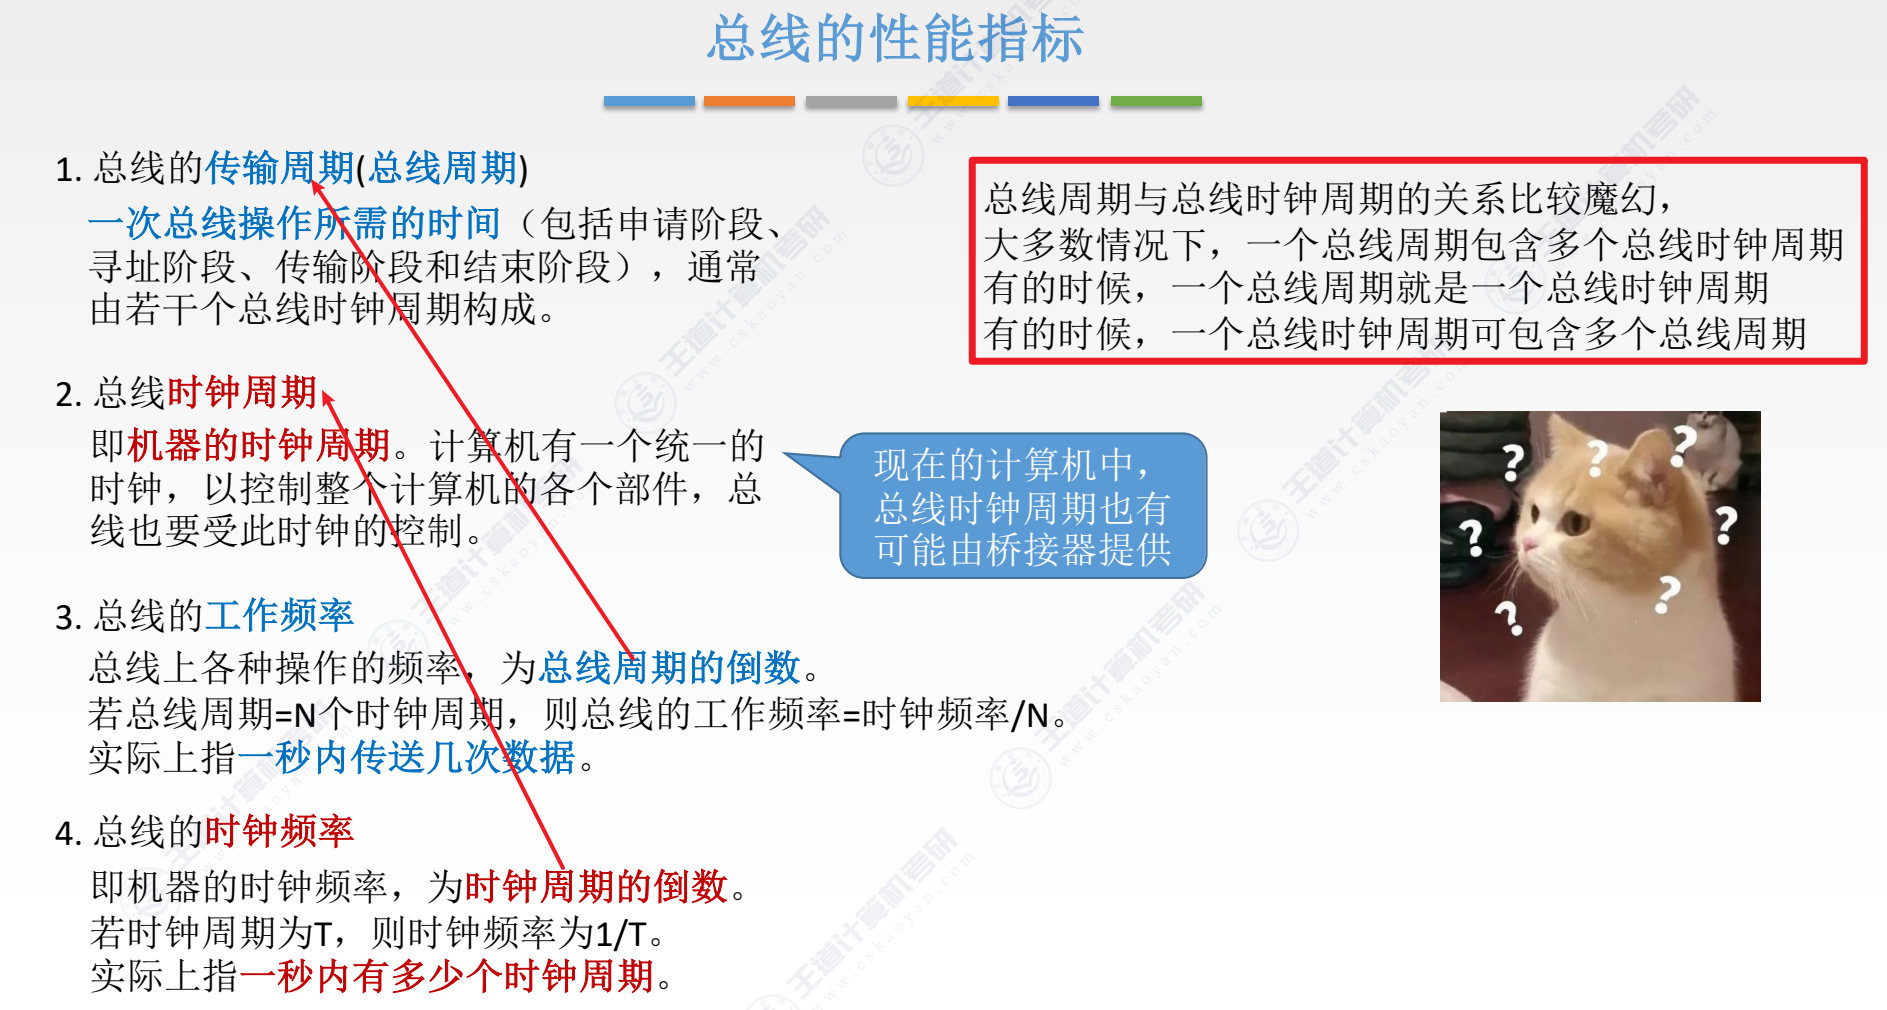 总线的性能指标
1. 总线的传输周期(总线周期)
一次总线操作所需的时间（包括申请阶段、
寻址阶段、传输阶段和结束阶段），通常
由若干个总线时钟周期构成。
总线周期与总线时钟周期的关系比较魔幻，
大多数情况下，一个总线周期包含多个总线时钟周期
有的时候，一个总线周期就是一个总线时钟周期
有的时候，一个总线时钟周期可包含多个总线周期
2. 总线时钟周期
即机器的时钟周期。计算机有一个统一的
时钟，以控制整个计算机的各个部件，总
线也要受此时钟的控制。
现在的计算机中，
总线时钟周期也有
可能由桥接器提供
? ? ?
? ?
? ?
3. 总线的工作频率
总线上各种操作的频率，为总线周期的倒数。
若总线周期=N个时钟周期，则总线的工作频率=时钟频率/N。
实际上指一秒内传送几次数据。
4. 总线的时钟频率
即机器的时钟频率，为时钟周期的倒数。
若时钟周期为T，则时钟频率为1/T。
实际上指一秒内有多少个时钟周期。
王道计算机考研
www.cskaoyan.com